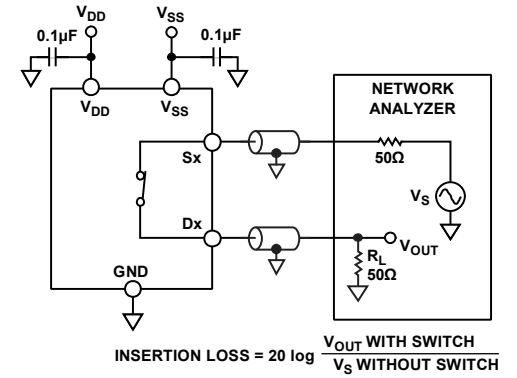 VDD
VSS
0.1µF
0.1µF
VDD
VSS
NETWORK
ANALYZER
Sx
50Ω
VS
Dx
VOUT
RL
50Ω
GND
INSERTION LOSS = 20 log VOUT WITH SWITCH
VS WITHOUT SWITCH